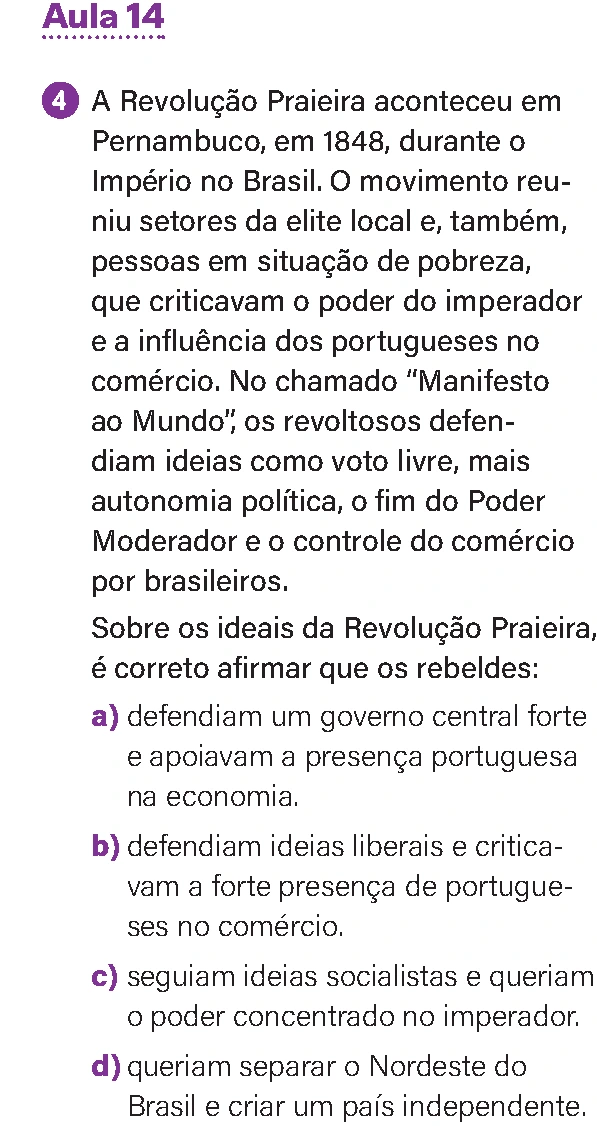 Aula 14
4 A Revolução Praieira aconteceu em
Pernambuco, em 1848, durante o
Império no Brasil. O movimento reu-
niu setores da elite local e, também,
pessoas em situação de pobreza,
que criticavam o poder do imperador
e a influência dos portugueses no
comércio. No chamado “Manifesto
ao Mundo”, os revoltosos defen-
diam ideias como voto livre, mais
autonomia política, o fim do Poder
Moderador e o controle do comércio
por brasileiros.
Sobre os ideais da Revolução Praieira,
é correto afirmar que os rebeldes:
a) defendiam um governo central forte
e apoiavam a presença portuguesa
na economia.
b) defendiam ideias liberais e critica-
vam a forte presença de portugue-
ses no comércio.
c) seguiam ideias socialistas e queriam
o poder concentrado no imperador.
d) queriam separar o Nordeste do
Brasil e criar um país independente.